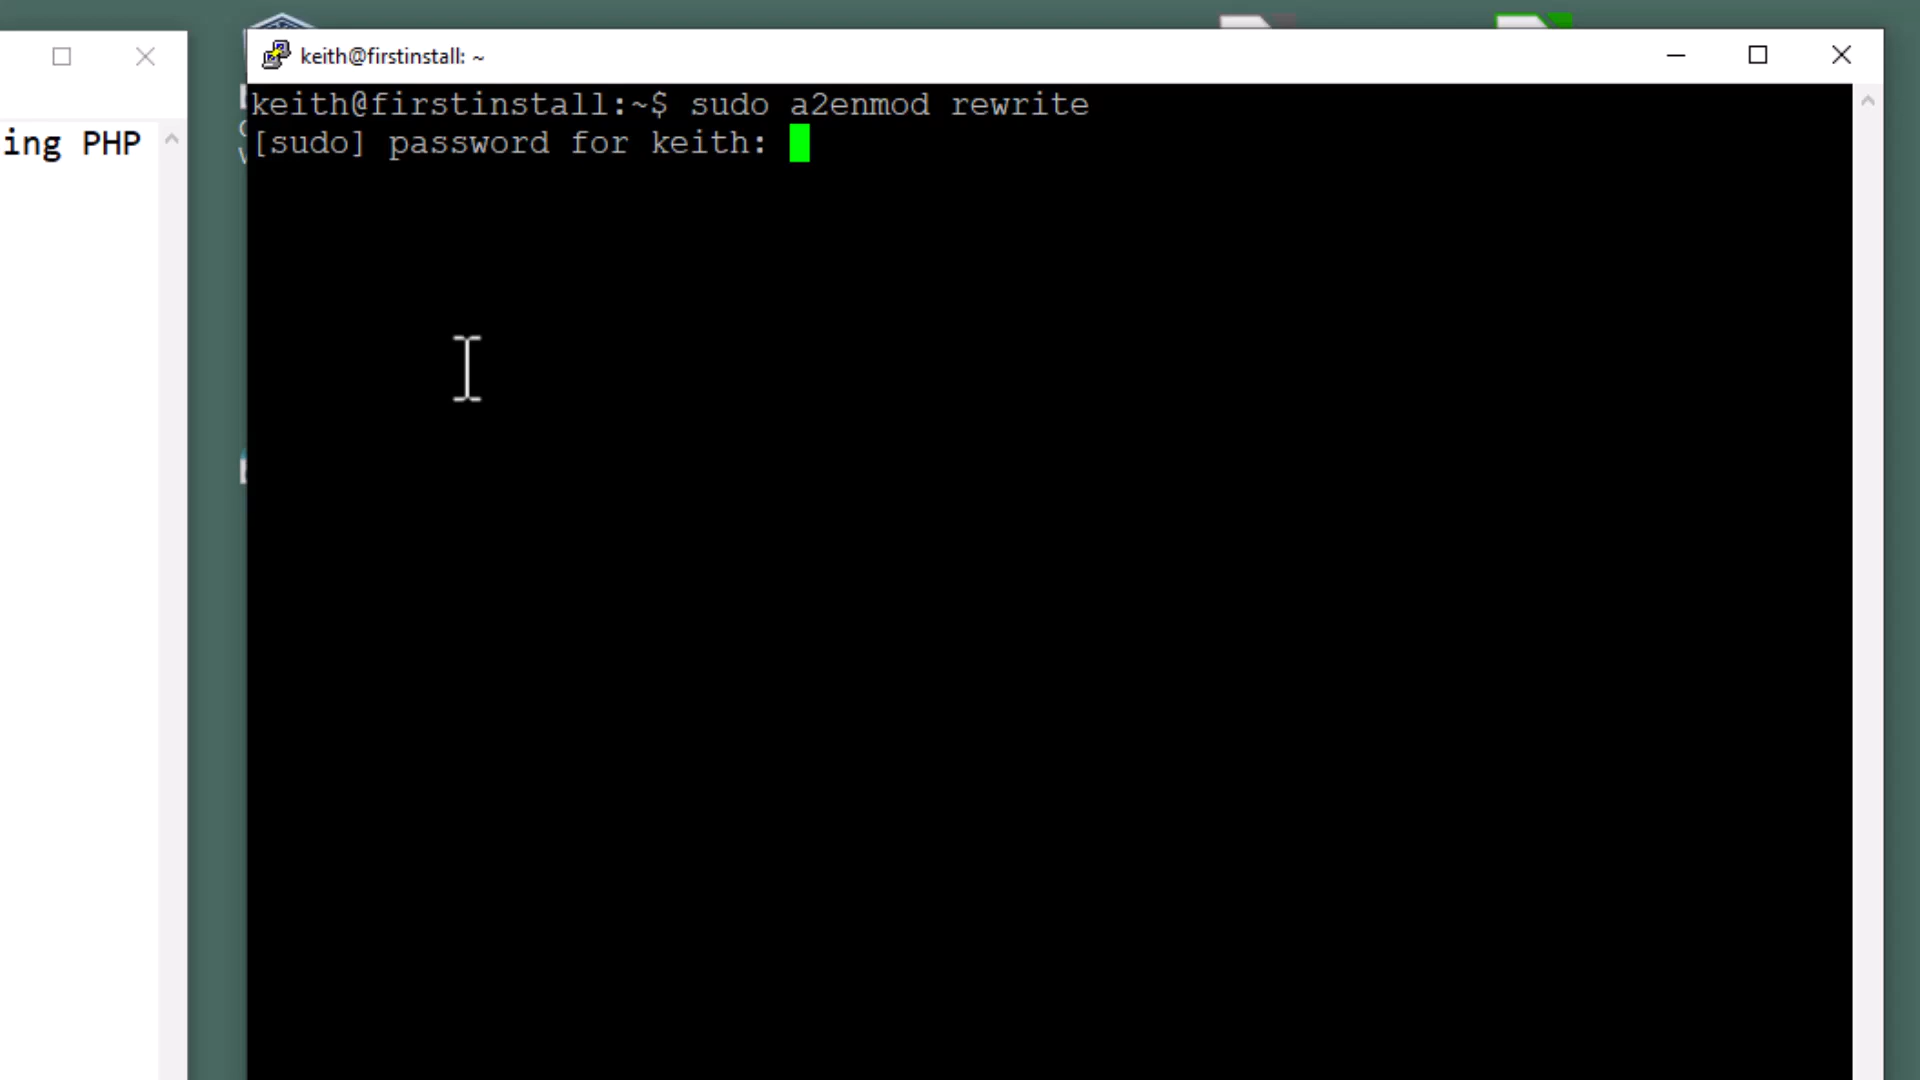 keith@firstinstall: ~
ing PHP
keith@firstinstall:~$ sudo a2enmod rewrite
[sudo] password for keith: